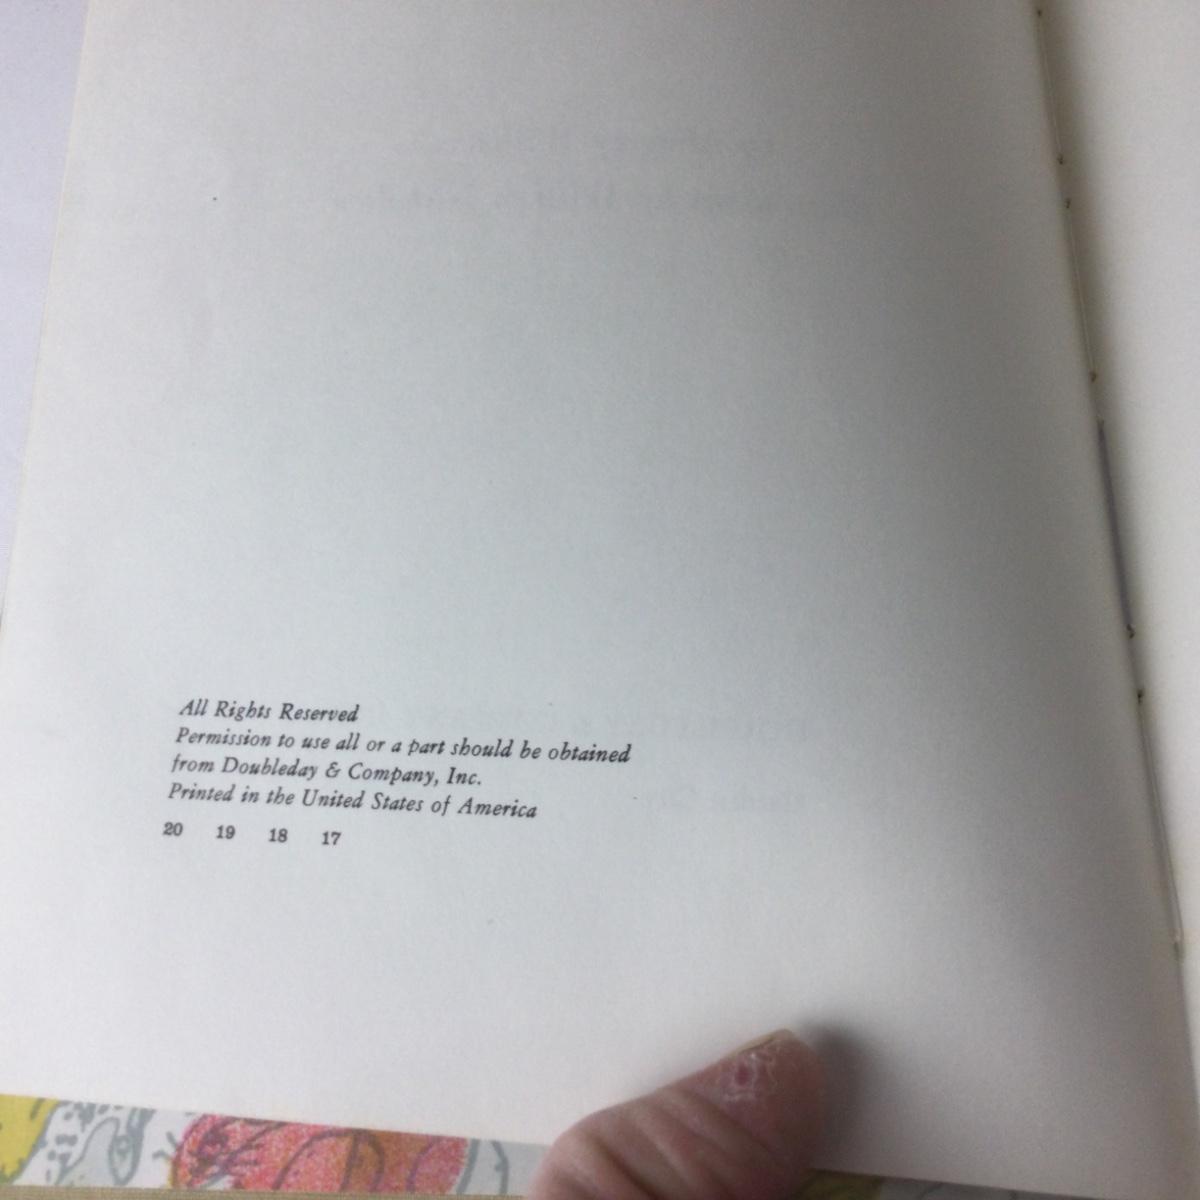 All Rights Reserved
Permission to use all or a part should be obtained
from Doubleday & Company, Inc.
Printed in the United States of America
20 19 18 17